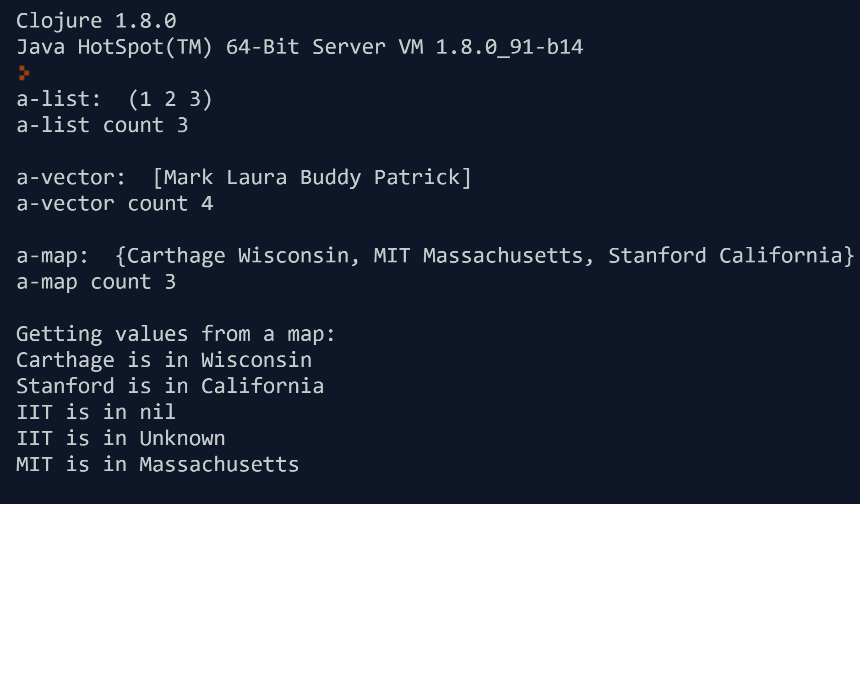 Clojure 1.8.0
Java HotSpot(TM) 64-Bit Server VM 1.8.0_91-b14
>
a-list:  (1 2 3)
a-list count 3
a-vector:  [Mark Laura Buddy Patrick]
a-vector count 4
a-map:  {Carthage Wisconsin, MIT Massachusetts, Stanford California}
a-map count 3
Getting values from a map:
Carthage is in Wisconsin
Stanford is in California
IIT is in nil
IIT is in Unknown
MIT is in Massachusetts